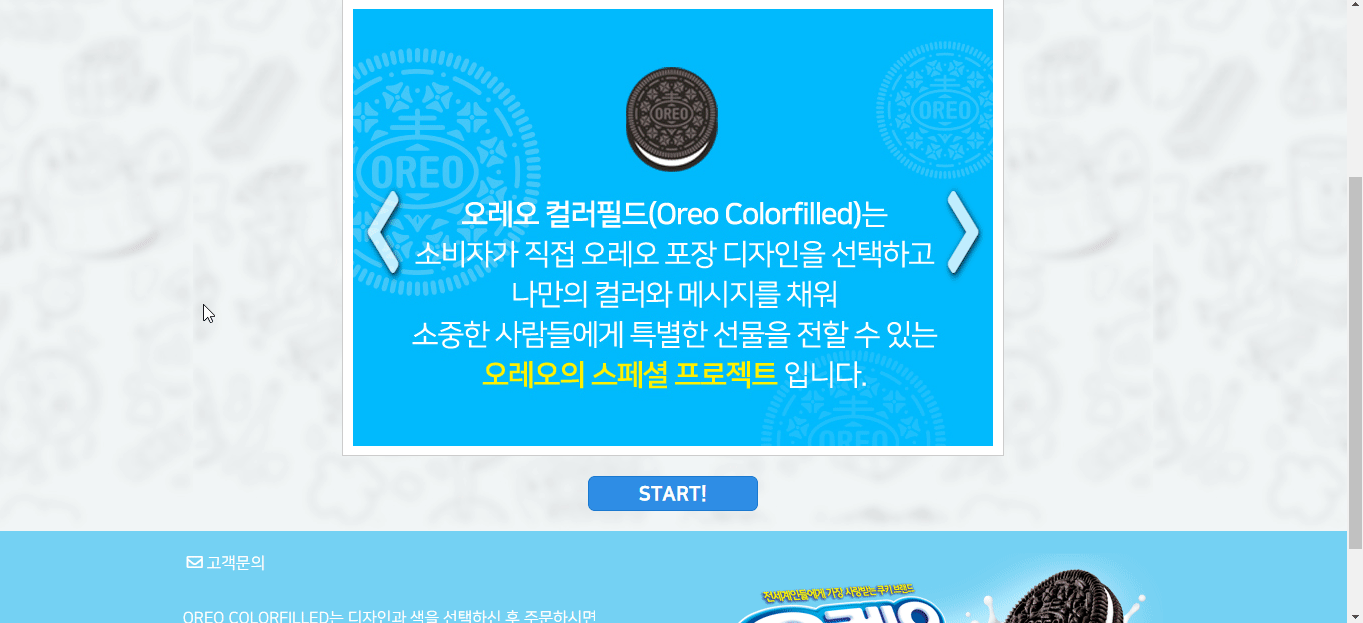 OREO
OREO
OREO
오레오 컬러필드(Oreo Colorfilled)는
소비자가 직접 오레오 포장 디자인을 선택하고
나만의 컬러와 메시지를 채워
소중한 사람들에게 특별한 선물을 전할 수 있는
오레오의 스페셜 프로젝트 입니다.
OREO
START!
고객문의
전세계인들에게 가장 사랑받는 쿠키 브랜드
OREO COLORFILLED는 디자인과 색을 선택하신 후 주문하시면
오레오